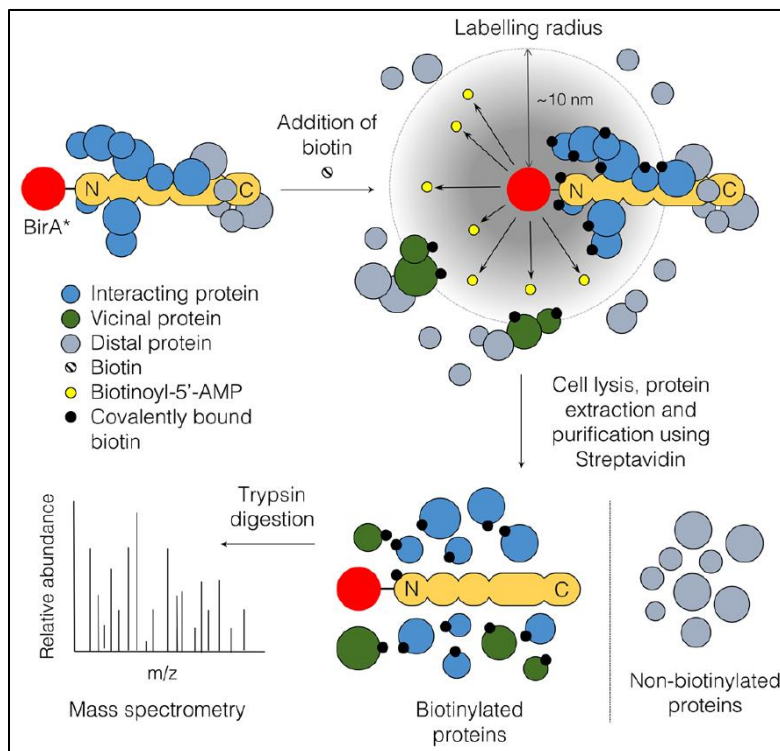 Labelling radius
~10 nm
Addition of
biotin
N
C
BirA*
N
C
Interacting protein
Vicinal protein
Distal protein
Biotin
Biotinoyl-5'-AMP
Covalently bound
biotin
Cell lysis, protein
extraction and
purification using
Streptavidin
Trypsin
digestion
Relative abundance
m/z
Mass spectrometry
N
C
Biotinylated
proteins
Non-biotinylated
proteins